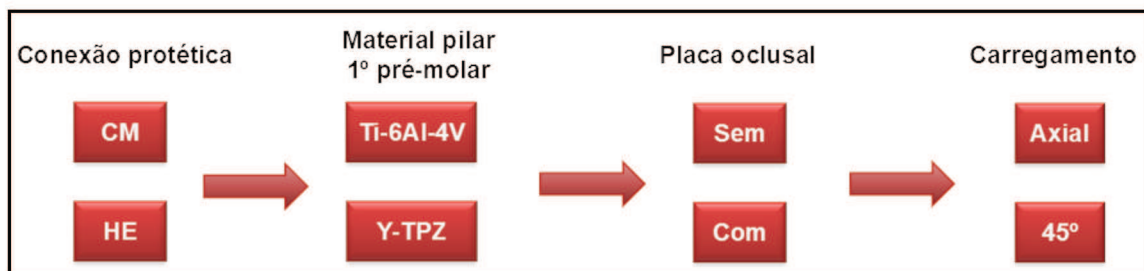 Conexão protética
Material pilar
1º pré-molar
Placa oclusal
Carregamento
CM
Ti-6Al-4V
Sem
Axial
HE
Y-TPZ
Com
45º